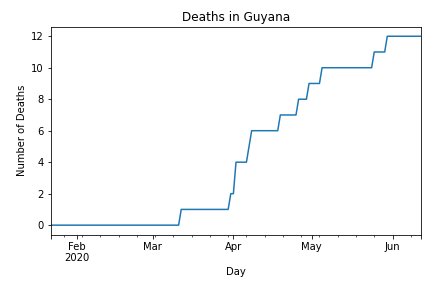 Deaths in Guyana
12
10
8
6
4
2
0
Number of Deaths
Feb
2020
Mar
Apr
May
Jun
Day